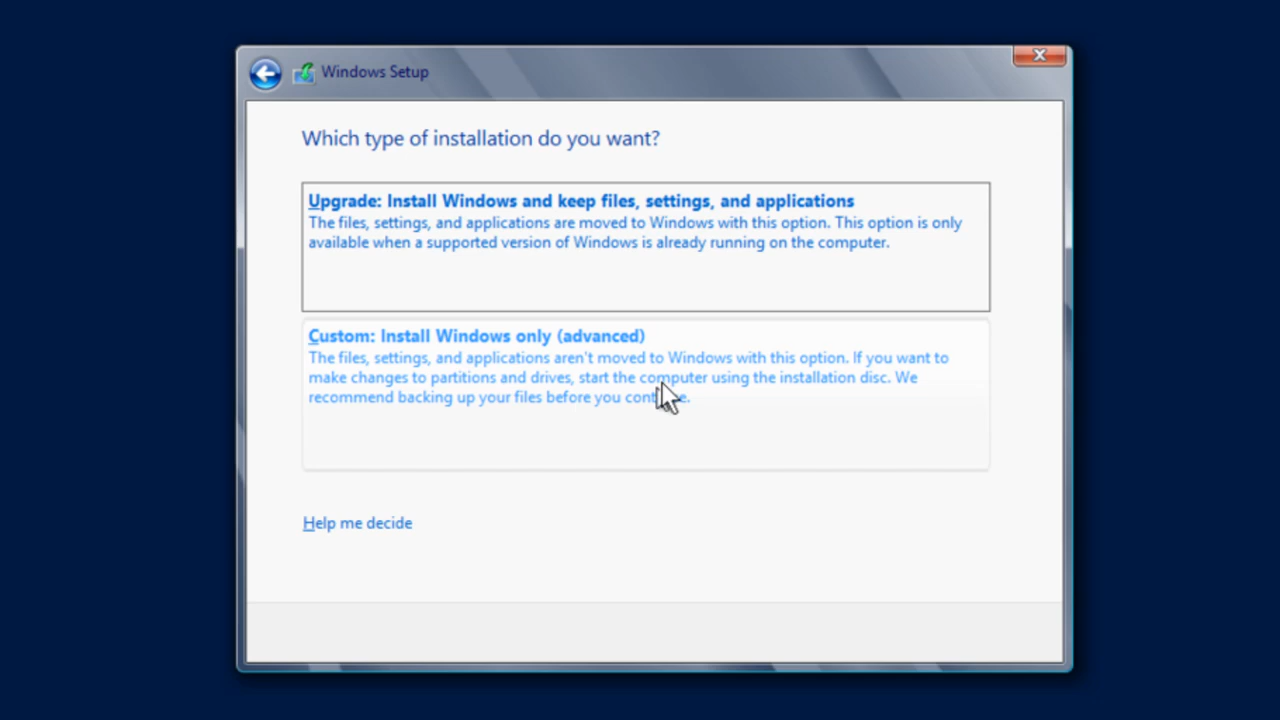 Windows Setup
Which type of installation do you want?
Upgrade: Install Windows and keep files, settings, and applications
The files, settings, and applications are moved to Windows with this option. This option is only
available when a supported version of Windows is already running on the computer.
Custom: Install Windows only (advanced)
The files, settings, and applications aren't moved to Windows with this option. If you want to
make changes to partitions and drives, start the computer using the installation disc. We
recommend backing up your files before you continue.
Help me decide